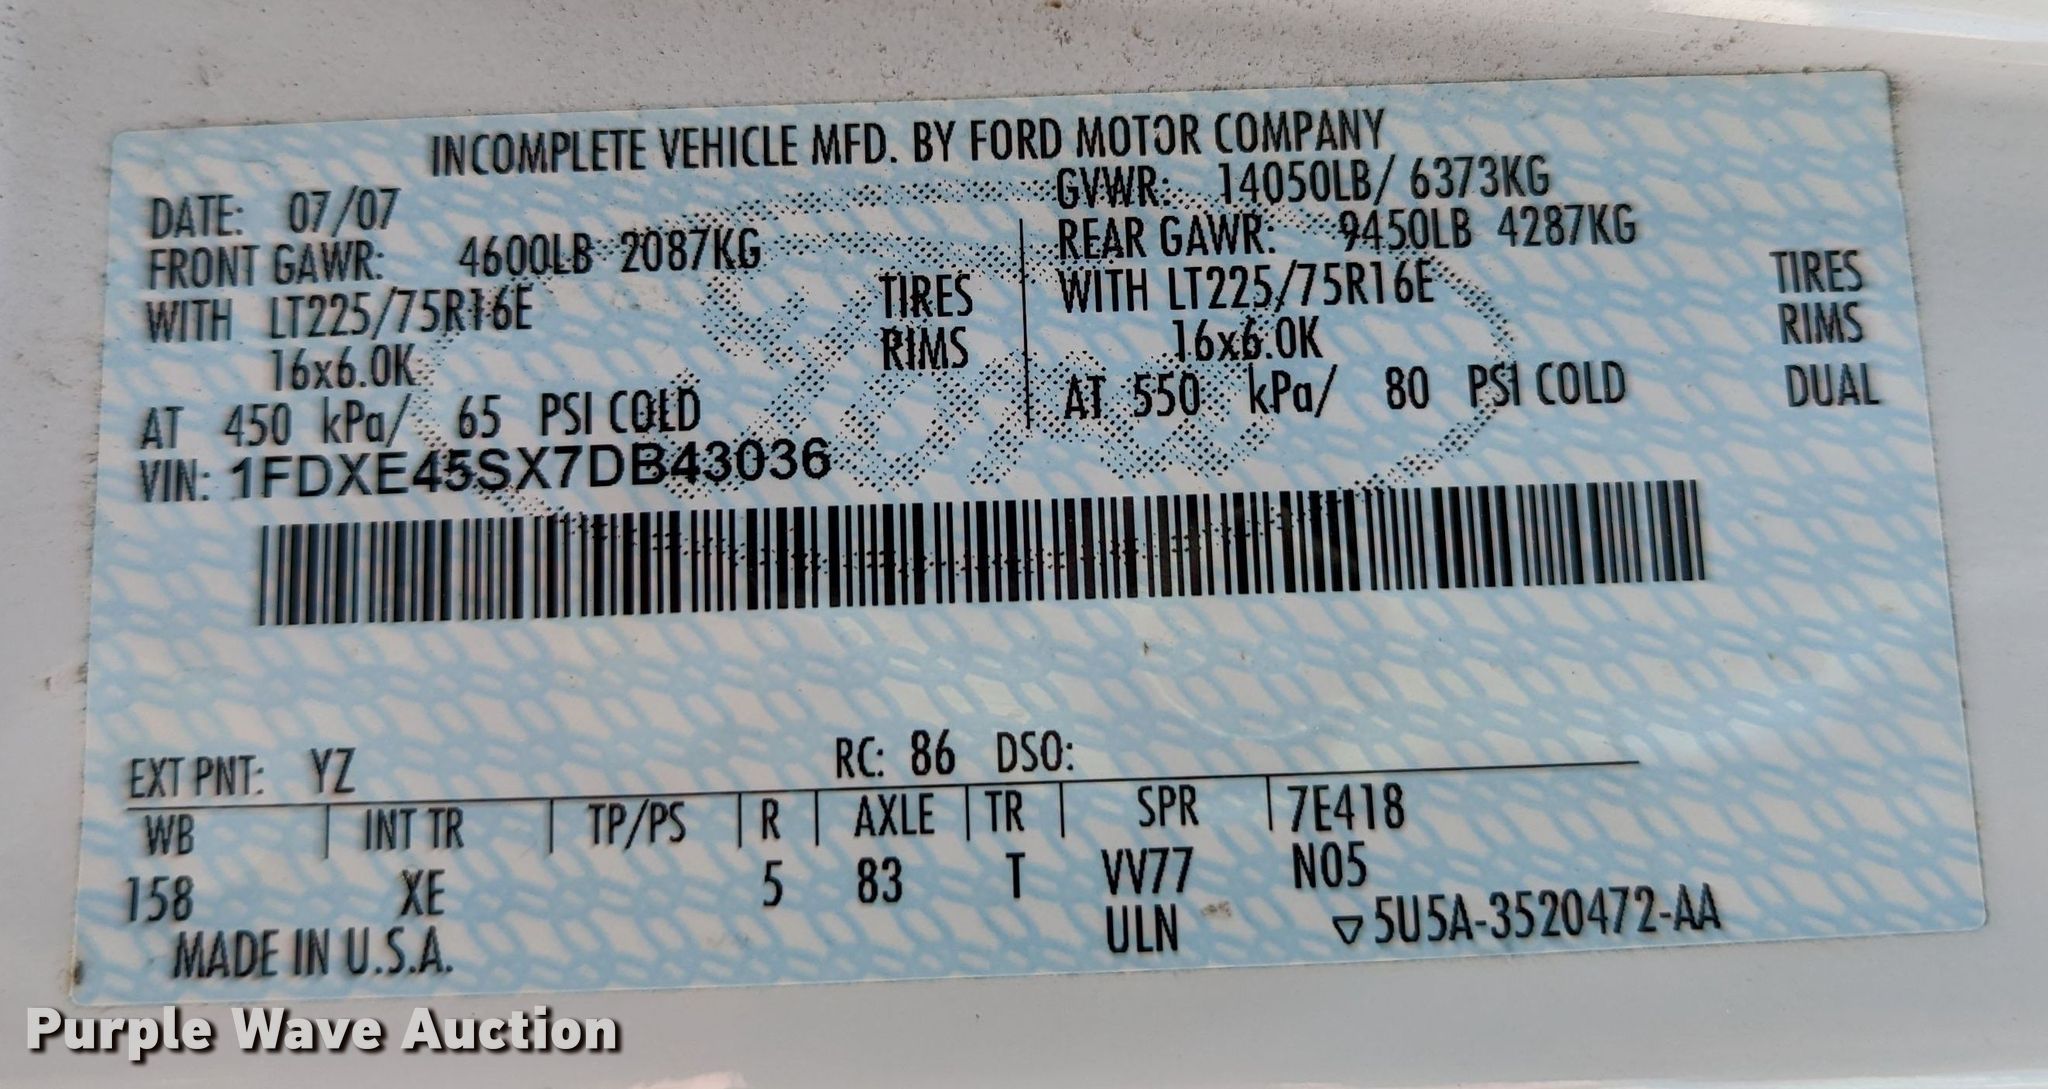 INCOMPLETE VEHICLE MFD. BY FORD MOTOR COMPANY
DATE: 07/07 GVWR: 14050LB/ 6373KG
FRONT GAWR: 4600LB 2087KG REAR GAWR: 9450LB 4287KG
WITH LT225/75R16E TIRES WITH LT225/75R16E TIRES
16x6.0K RIMS 16x6.0K RIMS
AT 450 kPa/ 65 PSI COLD AT 550 kPa/ 80 PSI COLD DUAL
VIN: 1FDXE45SX7DB43036
EXT PNT: YZ RC: 86 DSO:
WB INT TR TP/PS R AXLE TR SPR 7E418
158 XE 5 83 T VV77 N05
MADE IN U.S.A. ULN ▽5U5A-3520472-AA
Purple Wave Auction